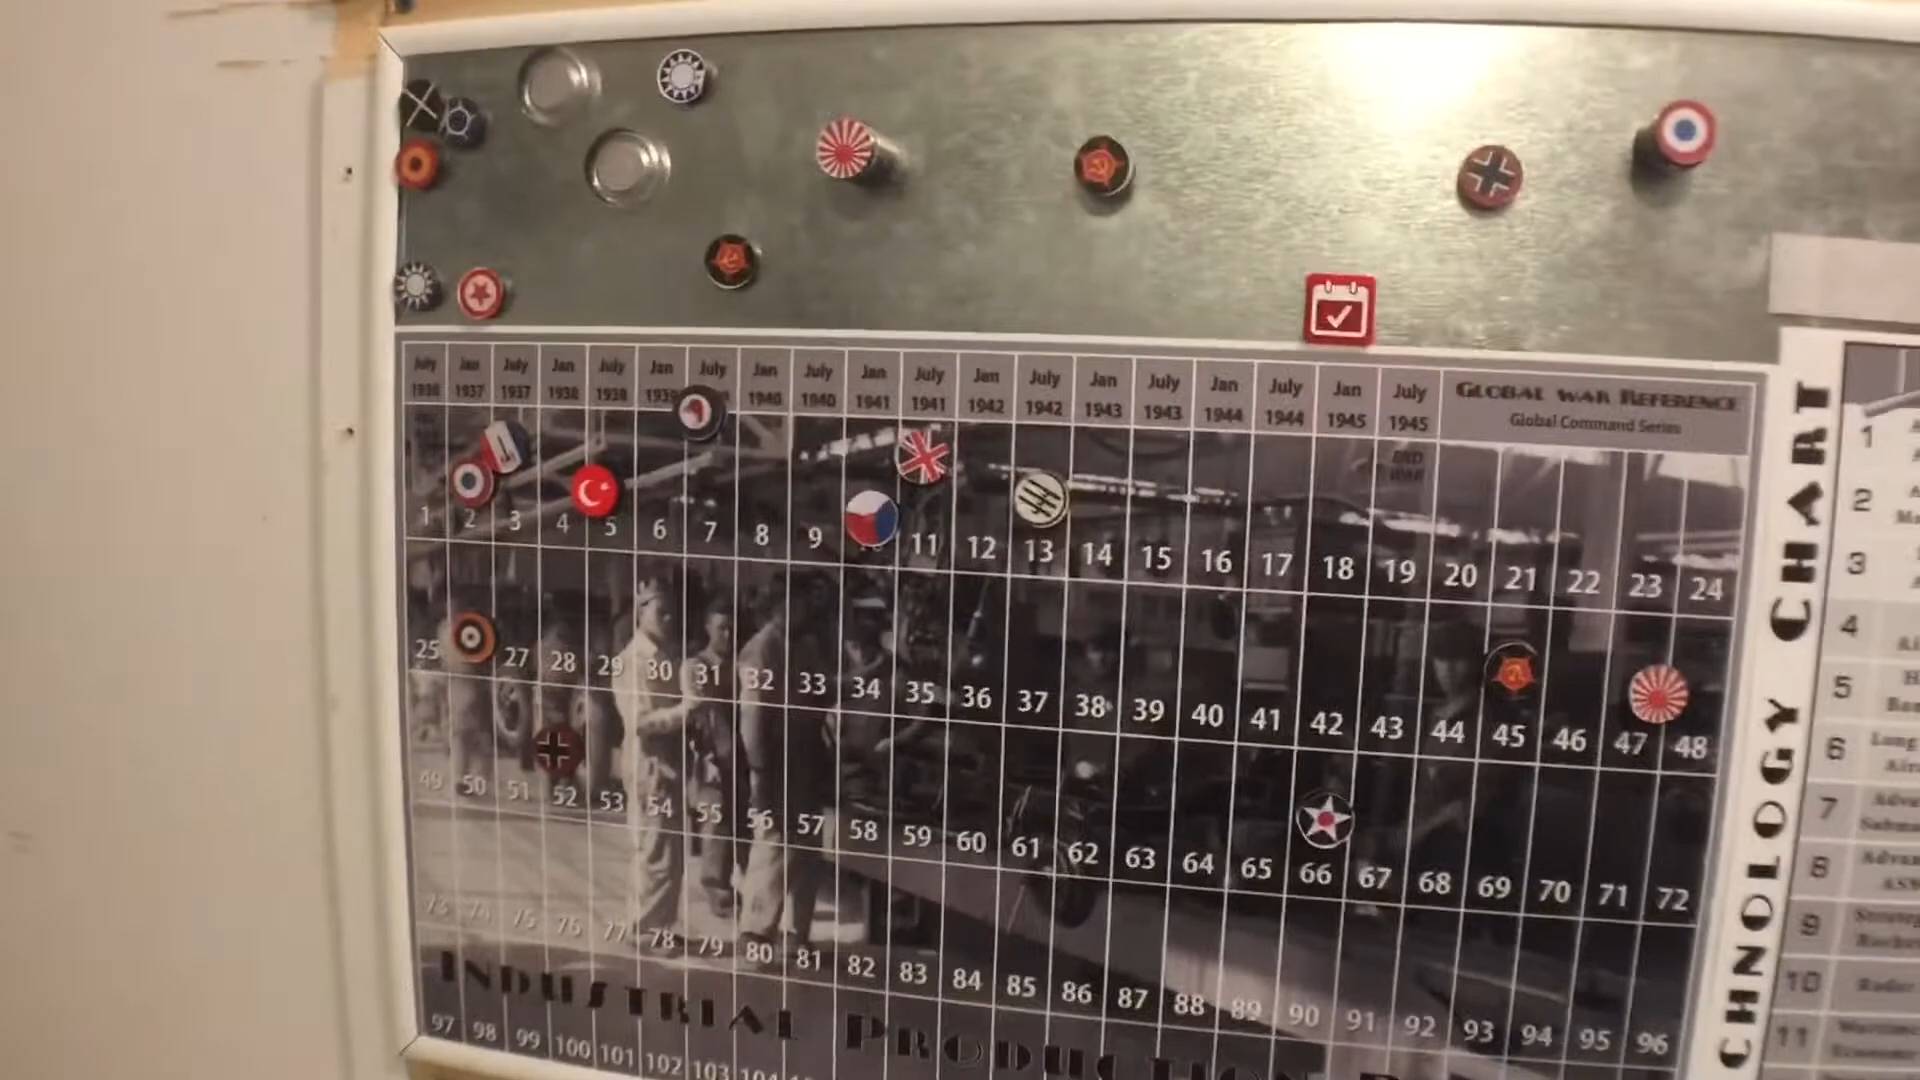 July Jan July Jan July Jan July Jan July Jan July Jan July Jan July Jan July Jan July
1936 1937 1937 1938 1938 1939 1940 1940 1941 1941 1942 1942 1943 1943 1944 1944 1945 1945
GLOBAL WAR REFERENCE
Global Command Series
END
WAR
1 2 3 4 5 6 7 8 9 11 12 13 14 15 16 17 18 19 20 21 22 23 24
25 27 28 29 30 31 32 33 34 35 36 37 38 39 40 41 42 43 44 45 46 47 48
49 50 51 52 53 54 55 56 57 58 59 60 61 62 63 64 65 66 67 68 69 70 71 72
73 74 75 76 77 78 79 80 81 82 83 84 85 86 87 88 89 90 91 92 93 94 95 96
INDUSTRIAL PRODUCTION
97 98 99 100 101 102 103 104
CHNOLOGY CHART
1
2
3
4
5
6 Long
7
8
9
10 Radar
11